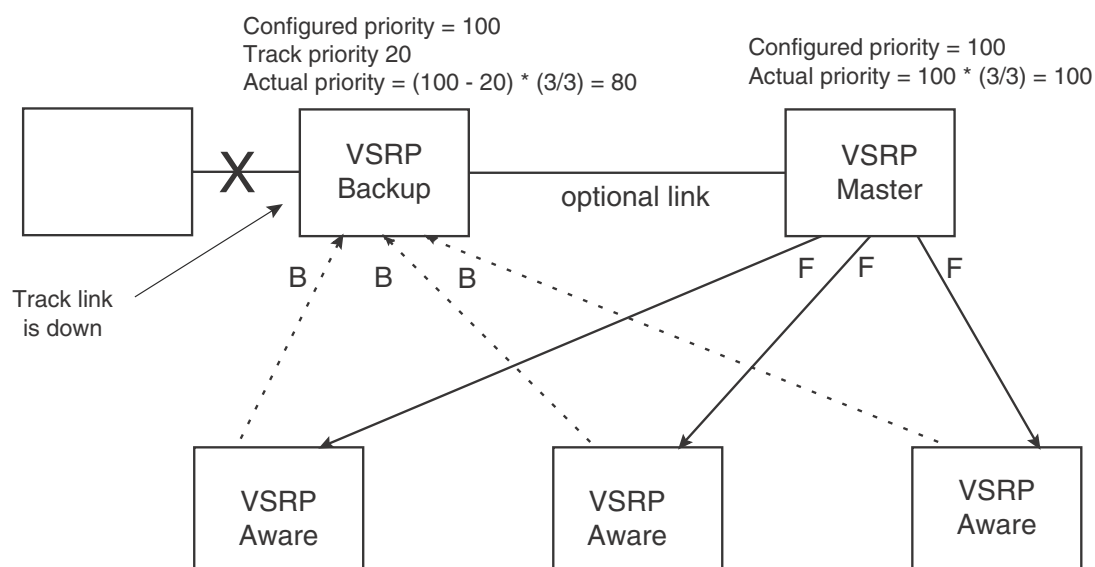 Configured priority = 100
Track priority 20
Actual priority = (100 - 20) * (3/3) = 80
Configured priority = 100
Actual priority = 100 * (3/3) = 100
VSRP
Backup
VSRP
Master
X
optional link
Track link
is down
B
B
B
F
F
F
VSRP
Aware
VSRP
Aware
VSRP
Aware